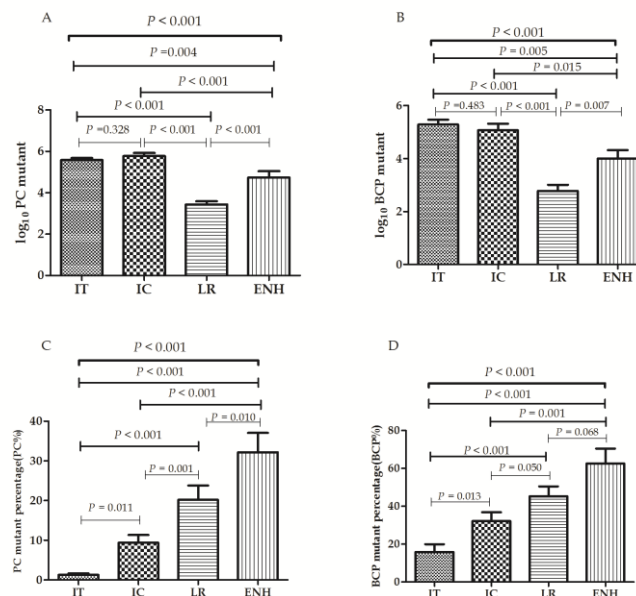 A
P < 0.001
P =0.004
P < 0.001
P < 0.001
P =0.328
P < 0.001
P < 0.001
log10 PC mutant
8
6
4
2
0
IT
IC
LR
ENH
B
P < 0.001
P = 0.005
P = 0.015
P < 0.001
P =0.483
P < 0.001
P = 0.007
log10 BCP mutant
6
4
2
0
IT
IC
LR
ENH
C
P < 0.001
P < 0.001
P < 0.001
P = 0.010
P < 0.001
P = 0.001
P = 0.011
PC mutant percentage(PC%)
40
30
20
10
0
IT
IC
LR
ENH
D
P < 0.001
P < 0.001
P = 0.001
P = 0.068
P < 0.001
P = 0.050
P = 0.013
BCP mutant percentage(BCP%)
80
60
40
20
0
IT
IC
LR
ENH